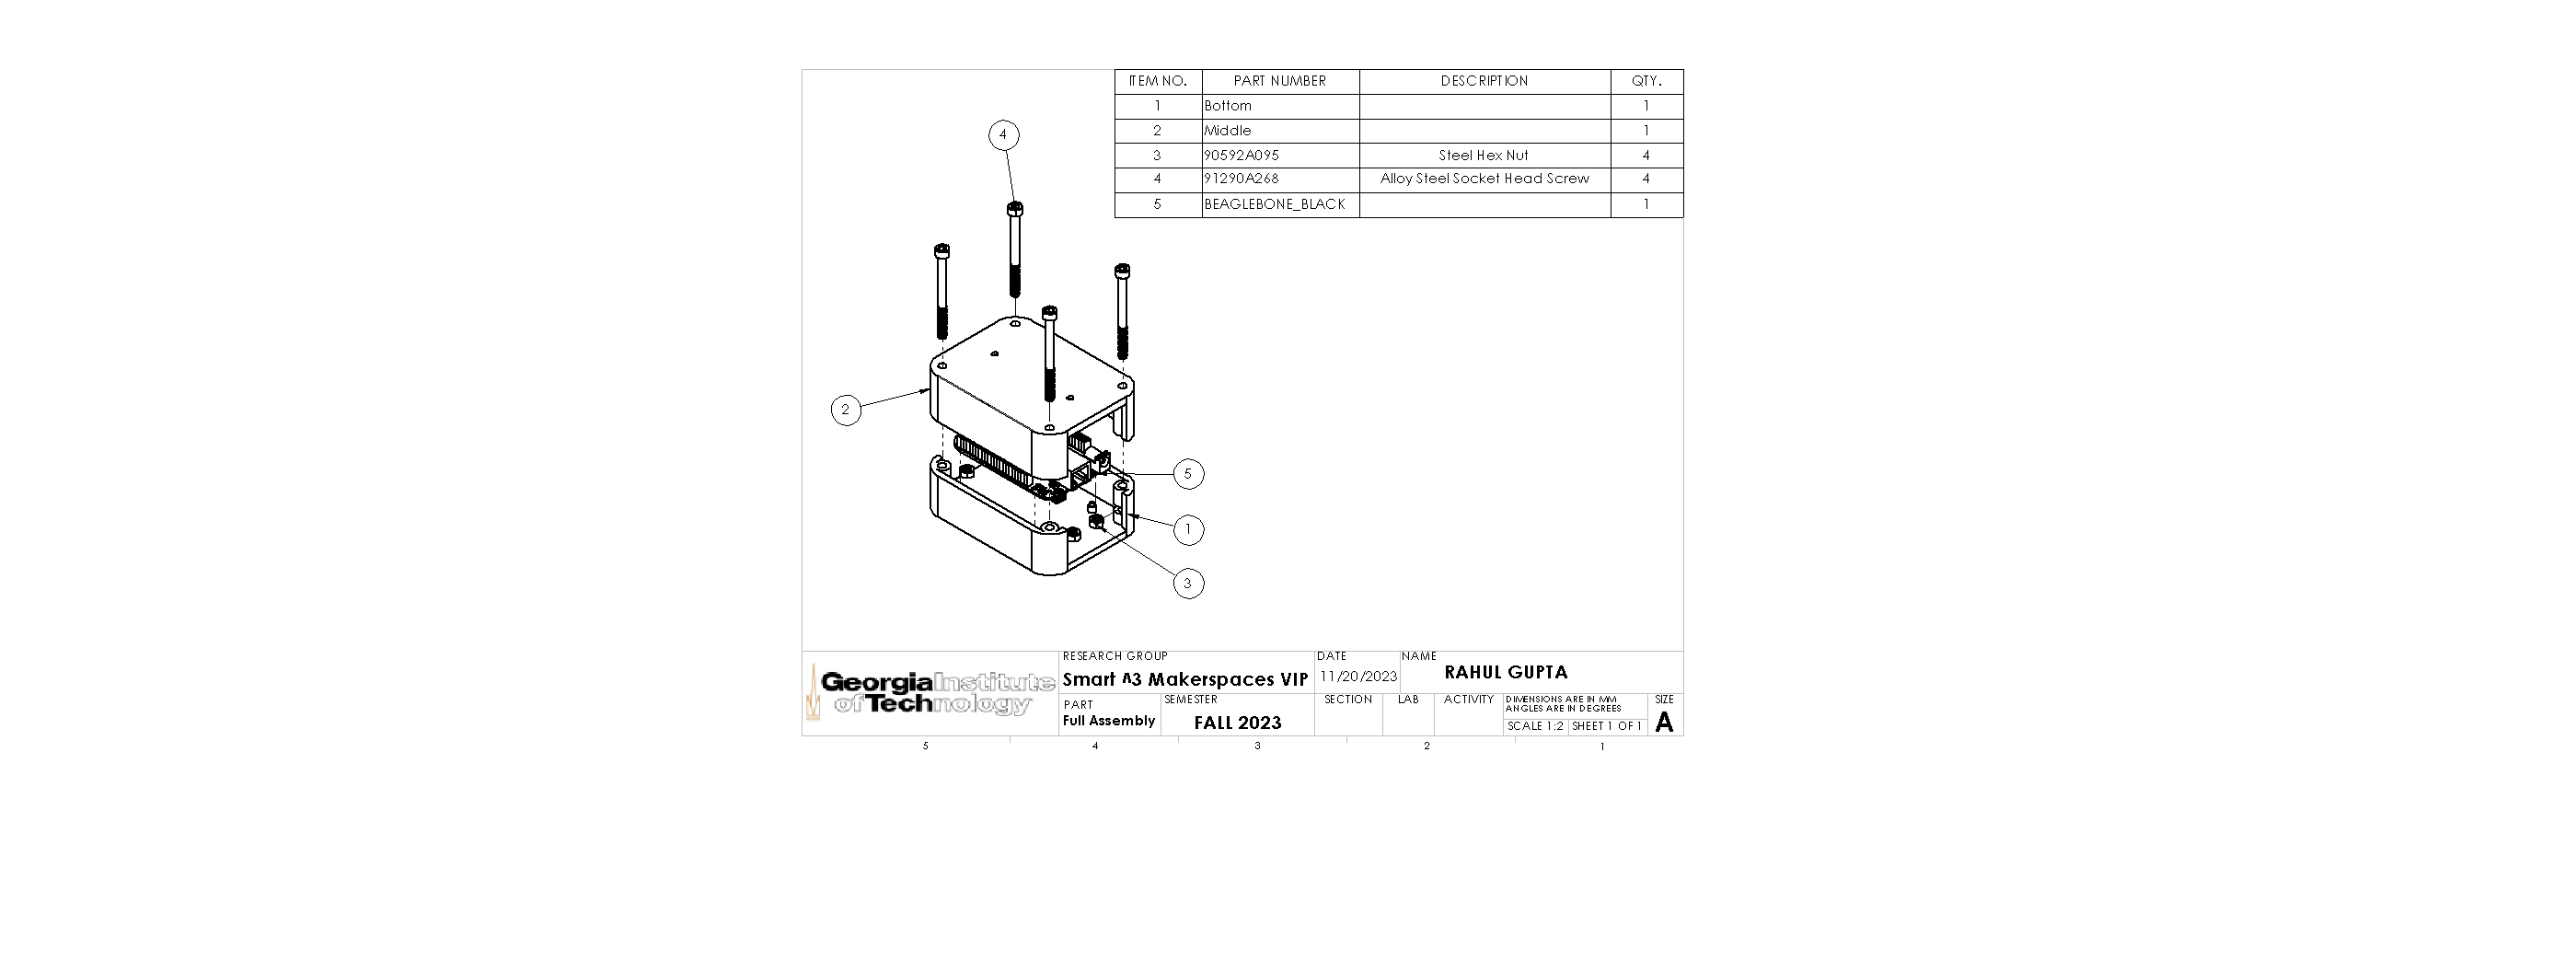 ITEM NO. PART NUMBER DESCRIPTION QTY.
1 Bottom 1
2 Middle 1
3 90592A095 Steel Hex Nut 4
4 91290A268 Alloy Steel Socket Head Screw 4
5 BEAGLEBONE_BLACK 1
4
2
5
1
3
Georgia Institute
of Technology
RESEARCH GROUP
Smart A3 Makerspaces VIP
DATE
11/20/2023
NAME
RAHUL GUPTA
PART
Full Assembly
SEMESTER
FALL 2023
SECTION
LAB
ACTIVITY
DIMENSIONS ARE IN MM
ANGLES ARE IN DEGREES
SCALE 1:2 SHEET 1 OF 1
SIZE
A
5 4 3 2 1